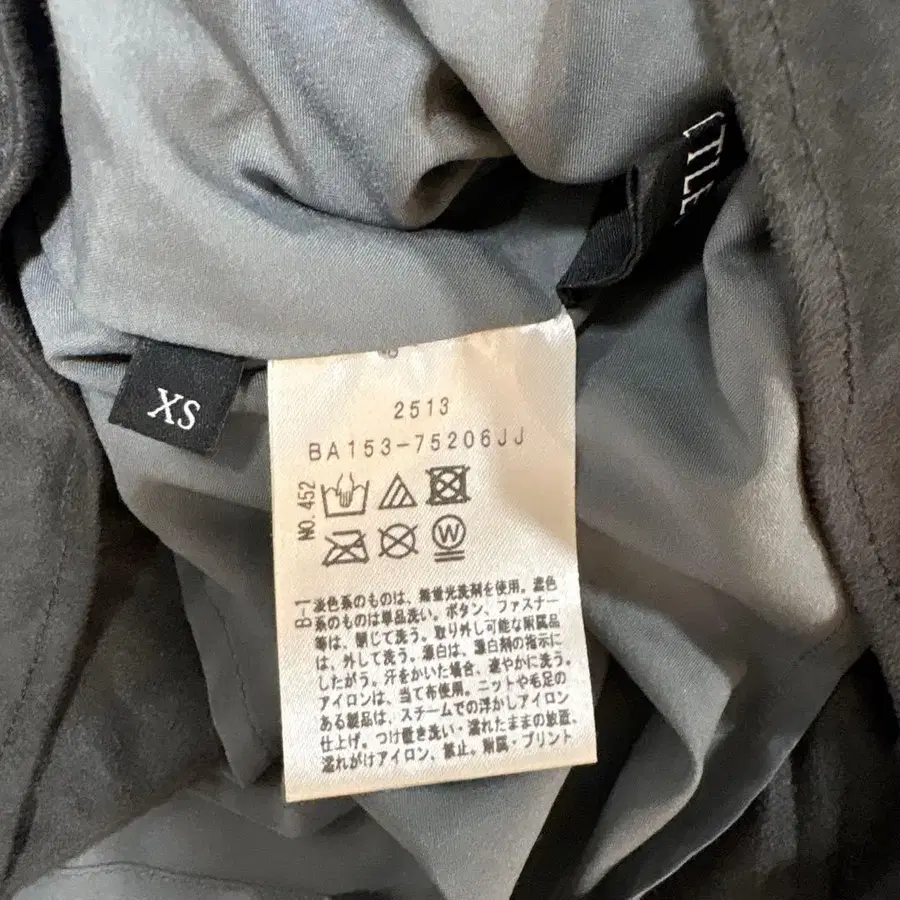 CTILE
XS
2513
BA153-75206JJ
NO.452
W
B-1
淡色系のものは、無蛍光洗剤を使用。濃色
系のものは単品洗い。ボタン、ファスナー
等は、閉じて洗う。取り外し可能な附属品
は、外して洗う。漂白は、漂白剤の指示に
したがう。汗をかいた場合、速やかに洗う。
アイロンは、当て布使用。ニットや毛足の
ある製品は、スチームでの浮かしアイロン
仕上げ。つけ置き洗い・濡れたままの放置、
濡れがけアイロン、禁止。附属・プリント